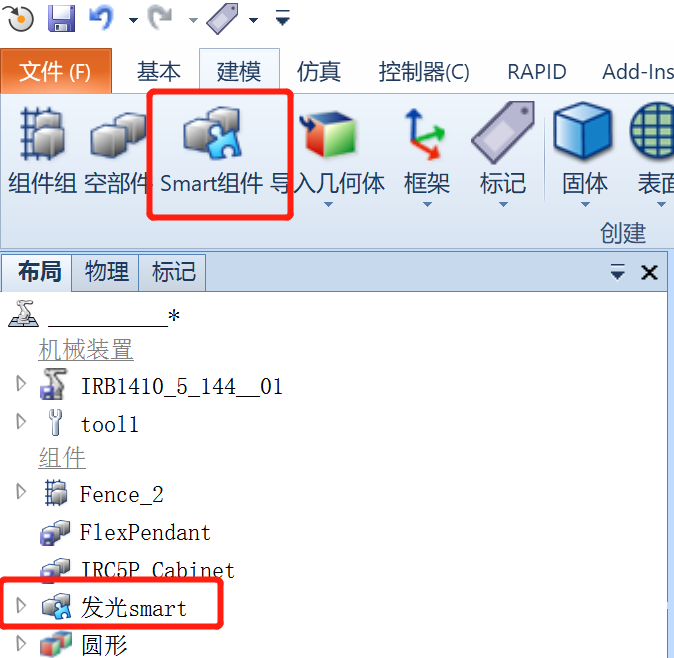 文件 (F) 基本 建模 仿真 控制器(C) RAPID Add-Ins
组件组 空部件 Smart组件 导入几何体 框架 标记 固体 表面
创建
布局 物理 标记
__________*
机械装置
IRB1410_5_144__01
tool1
组件
Fence_2
FlexPendant
IRC5P_Cabinet
发光smart
圆形